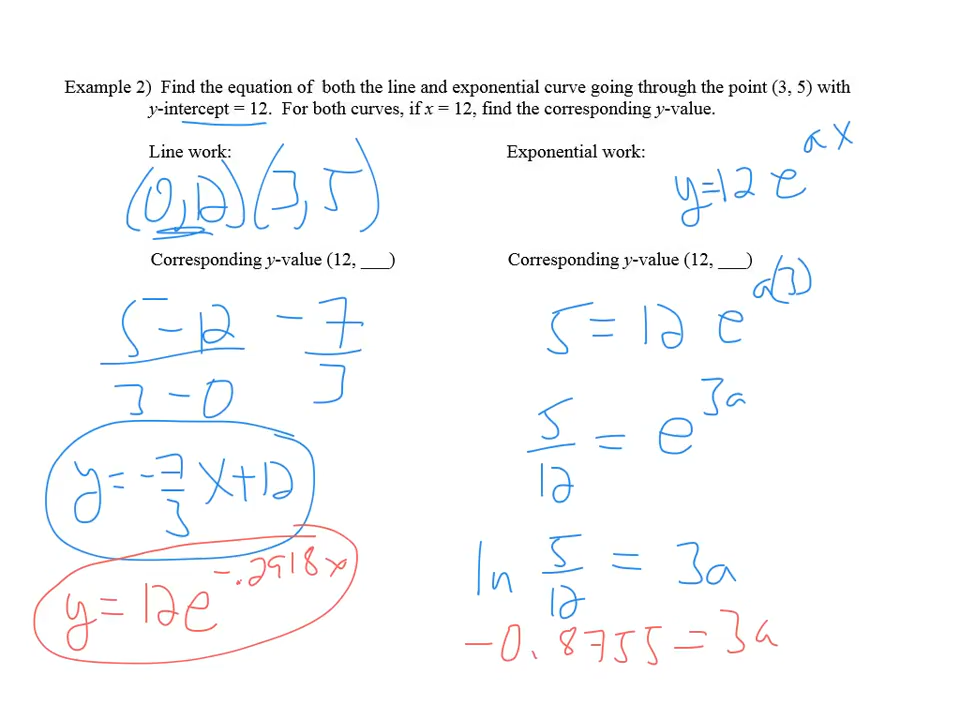 Example 2) Find the equation of both the line and exponential curve going through the point (3, 5) with
y-intercept = 12. For both curves, if x = 12, find the corresponding y-value.
Line work:
(0,12)(3,5)
Corresponding y-value (12, ___)
5-12 / 3-0 -7/3
y=-7/3 x+12
y=12e^-.2918x
Exponential work:
y=12e^ax
Corresponding y-value (12, ___)
5=12e^a(3)
5/12=e^3a
ln 5/12=3a
-0.8755=3a